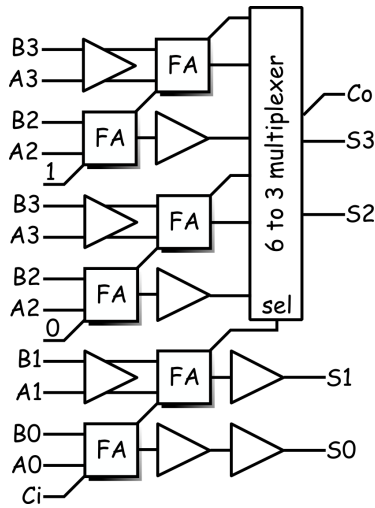 B3
A3
FA
B2
A2
FA
1
B3
A3
FA
B2
A2
FA
0
B1
A1
FA
B0
A0
FA
Ci
6 to 3 multiplexer
sel
Co
S3
S2
S1
S0